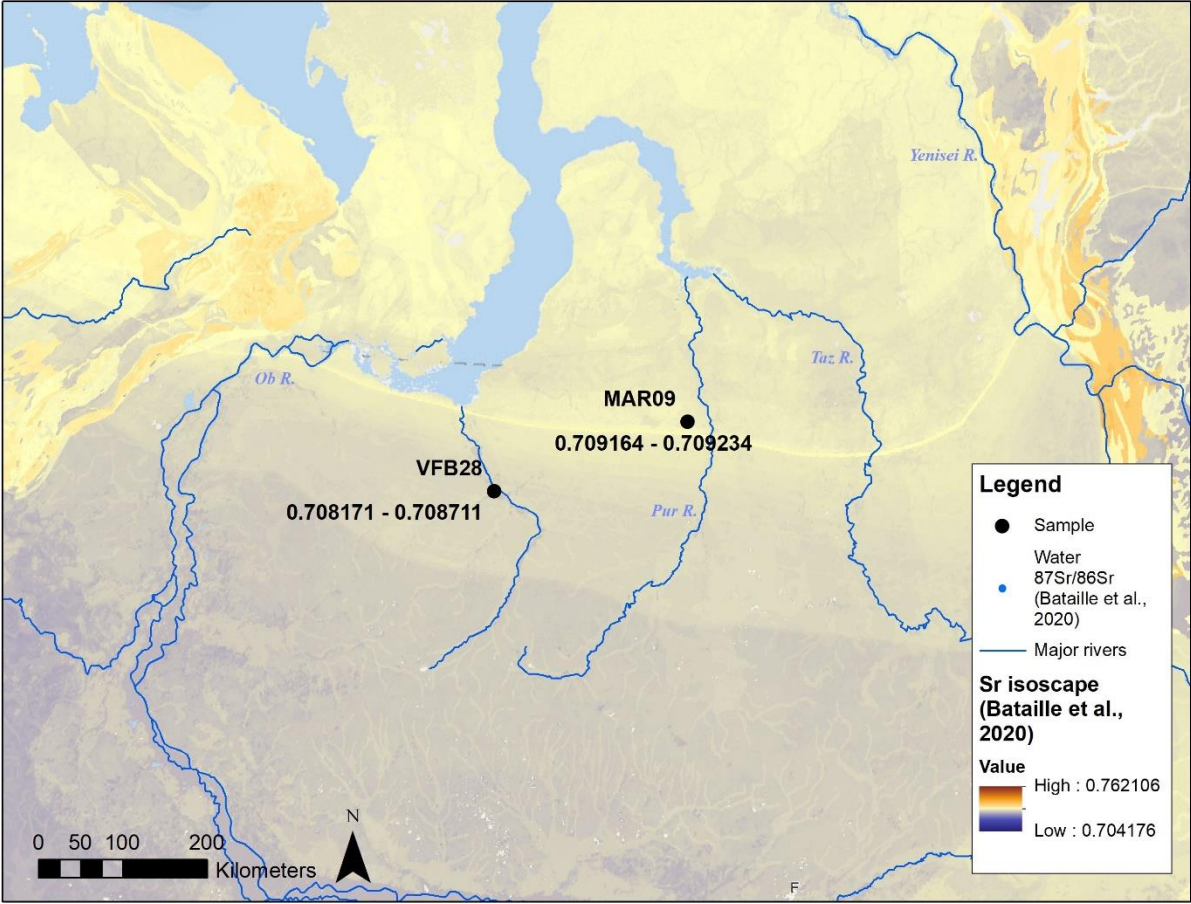 Yenisei R.
Taz R.
Ob R.
MAR09
0.709164 - 0.709234
VFB28
0.708171 - 0.708711
Pur R.
Legend
Sample
Water
87Sr/86Sr
(Bataille et al.,
2020)
Major rivers
Sr isoscape
(Bataille et al.,
2020)
Value
High : 0.762106
Low : 0.704176
N
0 50 100 200
Kilometers
F